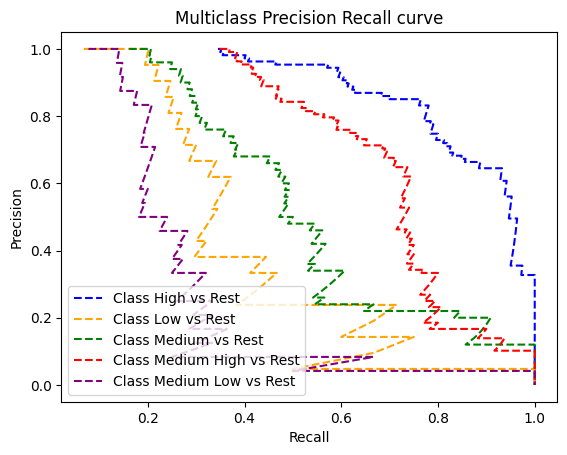 Multiclass Precision Recall curve
Precision
1.0
0.8
0.6
0.4
0.2
0.0
Class High vs Rest
Class Low vs Rest
Class Medium vs Rest
Class Medium High vs Rest
Class Medium Low vs Rest
0.2 0.4 0.6 0.8 1.0
Recall